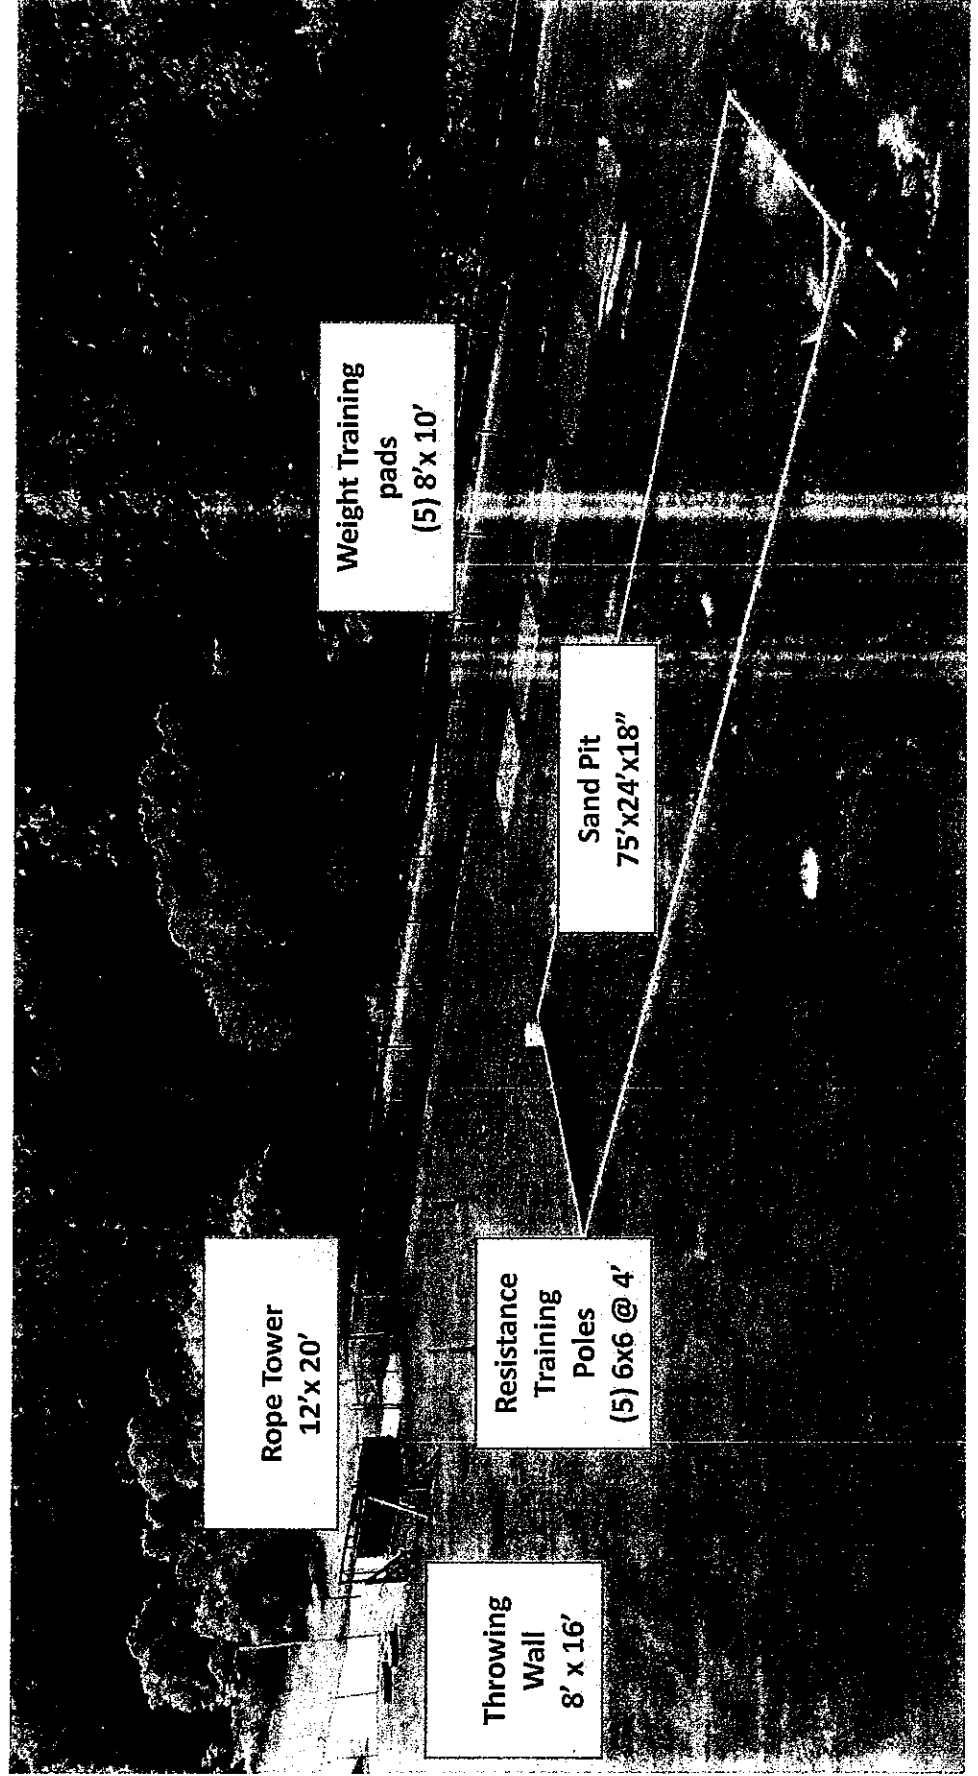 Throwing
Wall
8' x 16'
Rope Tower
12'x 20'
Resistance
Training
Poles
(5) 6x6 @ 4'
Sand Pit
75'x24'x18"
Weight Training
pads
(5) 8'x 10'